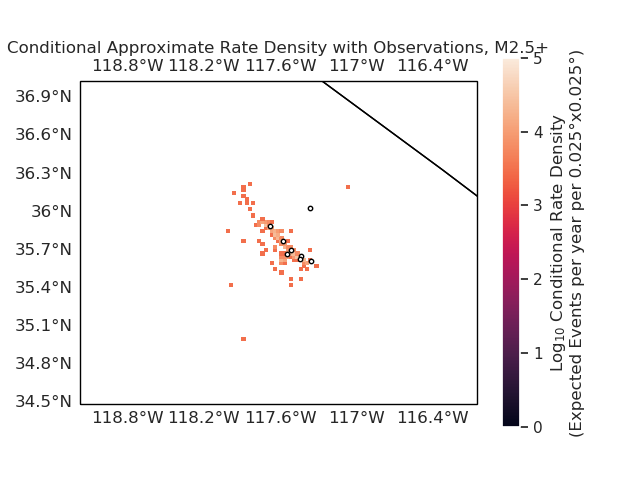 Conditional Approximate Rate Density with Observations, M2.5+
118.8°W 118.2°W 117.6°W 117°W 116.4°W
36.9°N
36.6°N
36.3°N
36°N
35.7°N
35.4°N
35.1°N
34.8°N
34.5°N
118.8°W 118.2°W 117.6°W 117°W 116.4°W
5
4
3
2
1
0
Log₁₀ Conditional Rate Density
(Expected Events per year per 0.025°x0.025°)